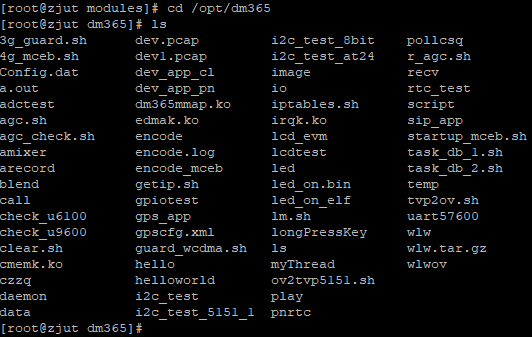 [root@zjut modules]# cd /opt/dm365
[root@zjut dm365]# ls
3g_guard.sh dev.pcap i2c_test_8bit pollcsq
4g_mceb.sh dev1.pcap i2c_test_at24 r_agc.sh
Config.dat dev_app_cl image recv
a.out dev_app_pn io rtc_test
adctest dm365mmap.ko iptables.sh script
agc.sh edmak.ko irqk.ko sip_app
agc_check.sh encode lcd_evm startup_mceb.sh
amixer encode.log lcdtest task_db_1.sh
arecord encode_mceb led task_db_2.sh
blend getip.sh led_on.bin temp
call gpiotest led_on_elf tvp2ov.sh
check_u6100 gps_app lm.sh uart57600
check_u9600 gpscfg.xml longPressKey wlw
clear.sh guard_wcdma.sh ls wlw.tar.gz
cmemk.ko hello myThread wlwov
czzq helloworld ov2tvp5151.sh
daemon i2c_test play
data i2c_test_5151_1 pnrtc
[root@zjut dm365]#